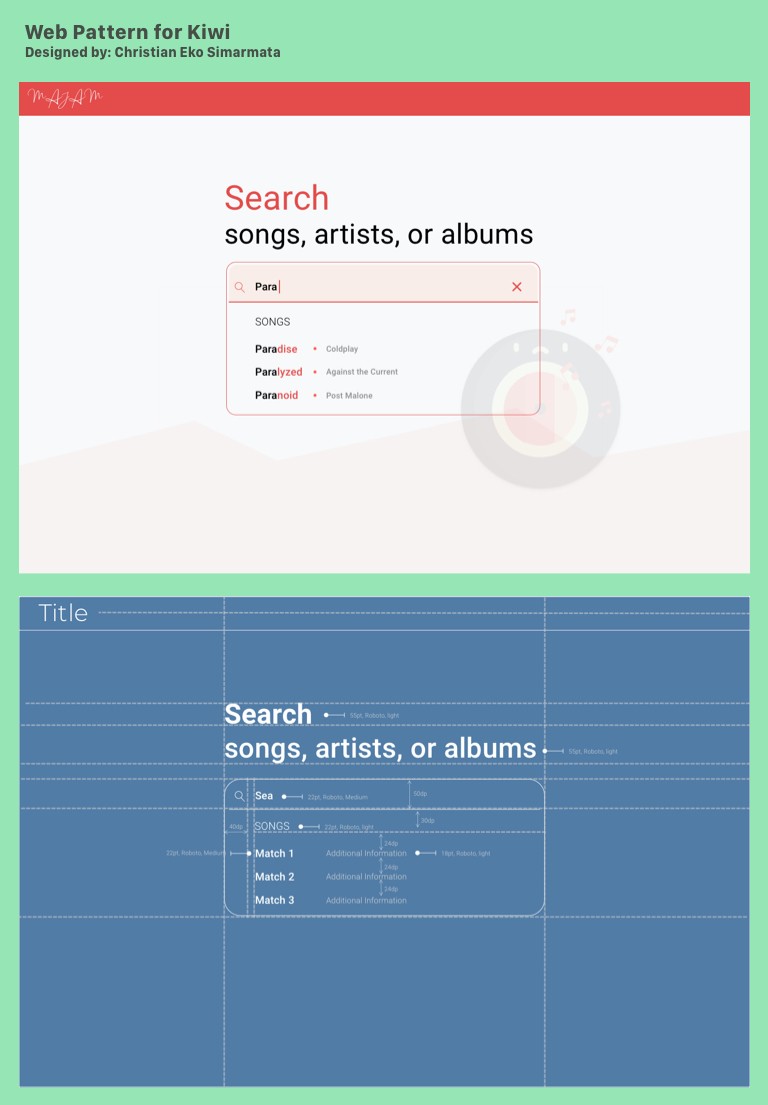 Web Pattern for Kiwi
Designed by: Christian Eko Simarmata
MAJAM
Search
songs, artists, or albums
Para
SONGS
Paradise • Coldplay
Paralyzed • Against the Current
Paranoid • Post Malone
Title
Search 55pt, Roboto, light
songs, artists, or albums 55pt, Roboto, light
Sea 22pt, Roboto, Medium 50dp
40dp SONGS 22pt, Roboto, light 30dp
24dp
22pt, Roboto, Medium Match 1 Additional Information 18pt, Roboto, light
24dp
Match 2 Additional Information
24dp
Match 3 Additional Information